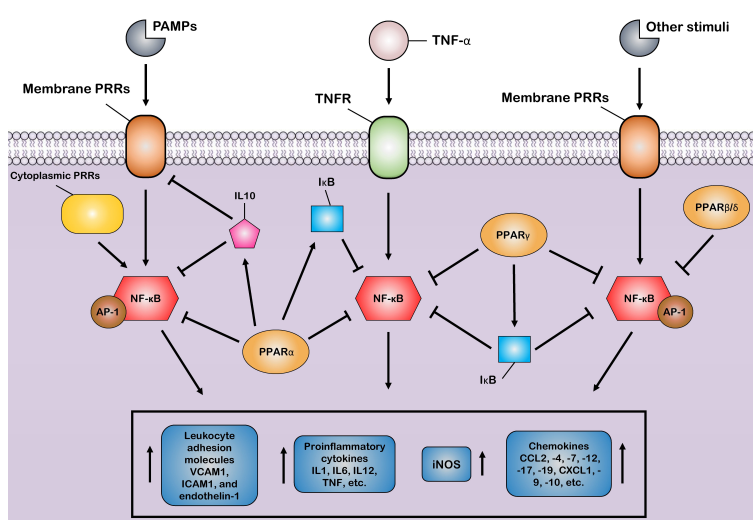 PAMPs
TNF-α
Other stimuli
Membrane PRRs
TNFR
Membrane PRRs
Cytoplasmic PRRs
IL10
IκB
PPARβ/δ
PPARγ
NF-κB
AP-1
NF-κB
NF-κB
AP-1
PPARα
IκB
Leukocyte
adhesion
molecules
VCAM1,
ICAM1, and
endothelin-1
Proinflammatory
cytokines
IL1, IL6, IL12,
TNF, etc.
iNOS
Chemokines
CCL2, -4, -7, -12,
-17, -19, CXCL1, -
9, -10, etc.